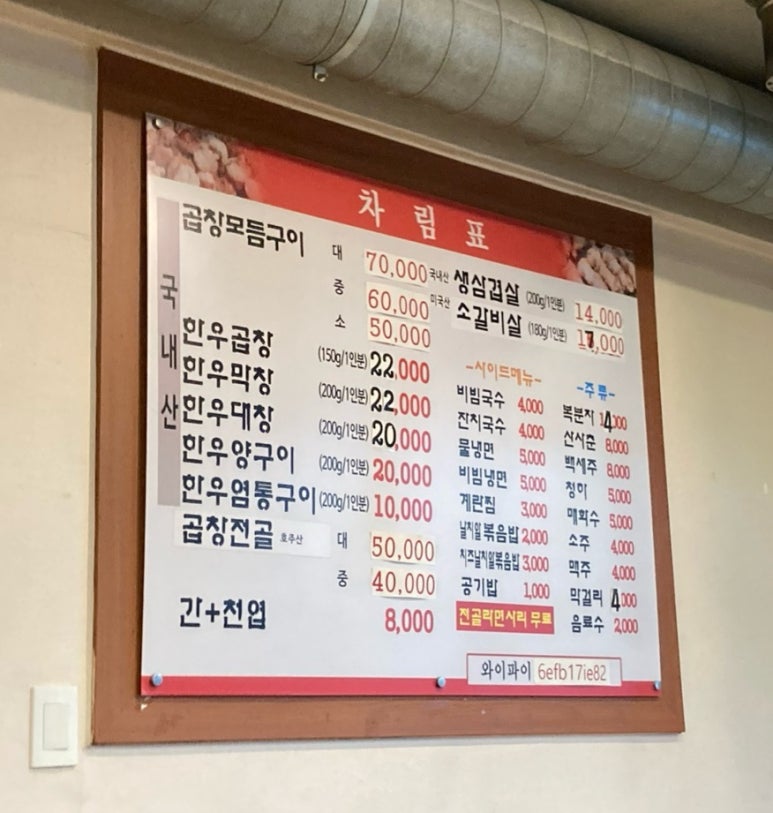 차림표
국내산
곱창모듬구이 대 70,000
중 60,000
소 50,000
한우곱창 (150g/1인분) 22,000
한우막창 (200g/1인분) 22,000
한우대창 (200g/1인분) 20,000
한우양구이 (200g/1인분) 20,000
한우염통구이 (200g/1인분) 10,000
곱창전골 호주산 대 50,000
중 40,000
간+천엽 8,000
국내산 생삼겹살 (200g/1인분) 14,000
미국산 소갈비살 (180g/1인분)
-사이드메뉴-
비빔국수 4,000
잔치국수 4,000
물냉면 5,000
비빔냉면 5,000
계란찜 3,000
날치알볶음밥 2,000
치즈날치알볶음밥 3,000
공기밥 1,000
전골라면사리 무료
-주류-
복분자 14,000
산사춘 8,000
백세주 8,000
청하 5,000
매화수 5,000
소주 4,000
맥주 4,000
막걸리 4,000
음료수 2,000
와이파이 6efb17ie82